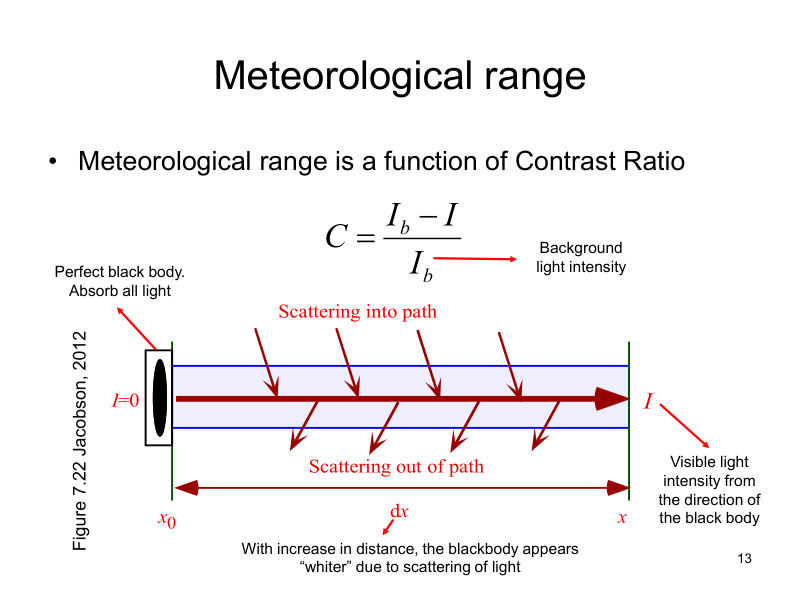 Meteorological range
• Meteorological range is a function of Contrast Ratio
C = (I_b − I) / I_b
Background
light intensity
Perfect black body.
Absorb all light
Scattering into path
Figure 7.22 Jacobson, 2012
I=0
I
Scattering out of path
Visible light
intensity from
the direction of
the black body
x0
dx
x
With increase in distance, the blackbody appears
“whiter” due to scattering of light
13